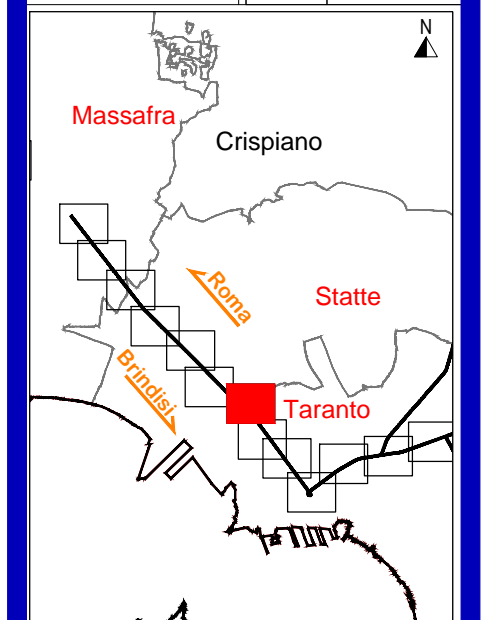 N
Massafra
Crispiano
Roma
Statte
Brindisi
Taranto